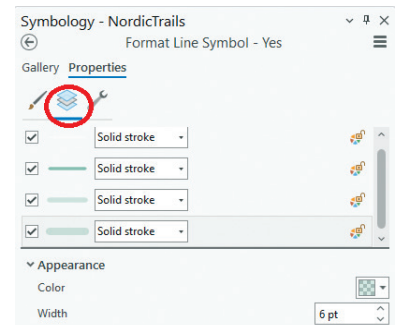 Symbology - NordicTrails
Format Line Symbol - Yes
Gallery Properties
Solid stroke
Solid stroke
Solid stroke
Solid stroke
Appearance
Color
Width 6 pt